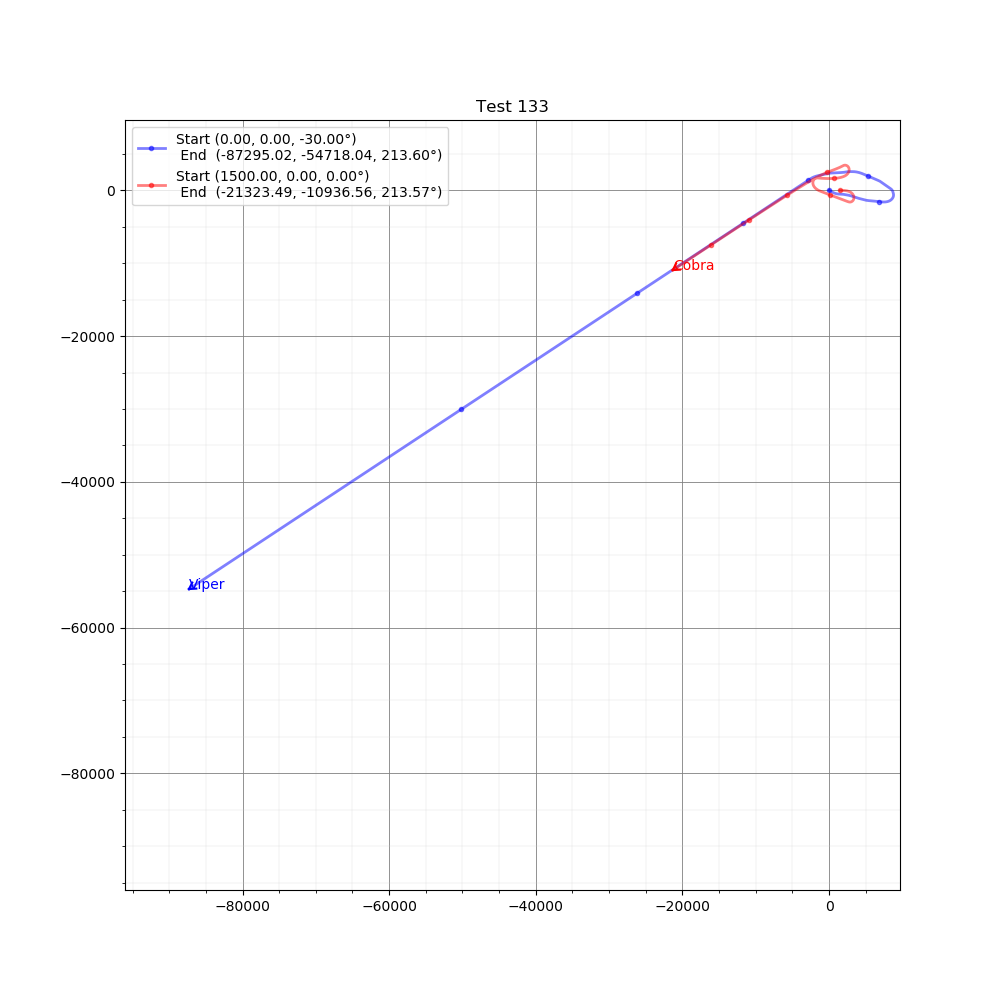 Test 133
Start (0.00, 0.00, -30.00°)
End (-87295.02, -54718.04, 213.60°)
Start (1500.00, 0.00, 0.00°)
End (-21323.49, -10936.56, 213.57°)
0
−20000
−40000
−60000
−80000
Cobra
Viper
−80000
−60000
−40000
−20000
0